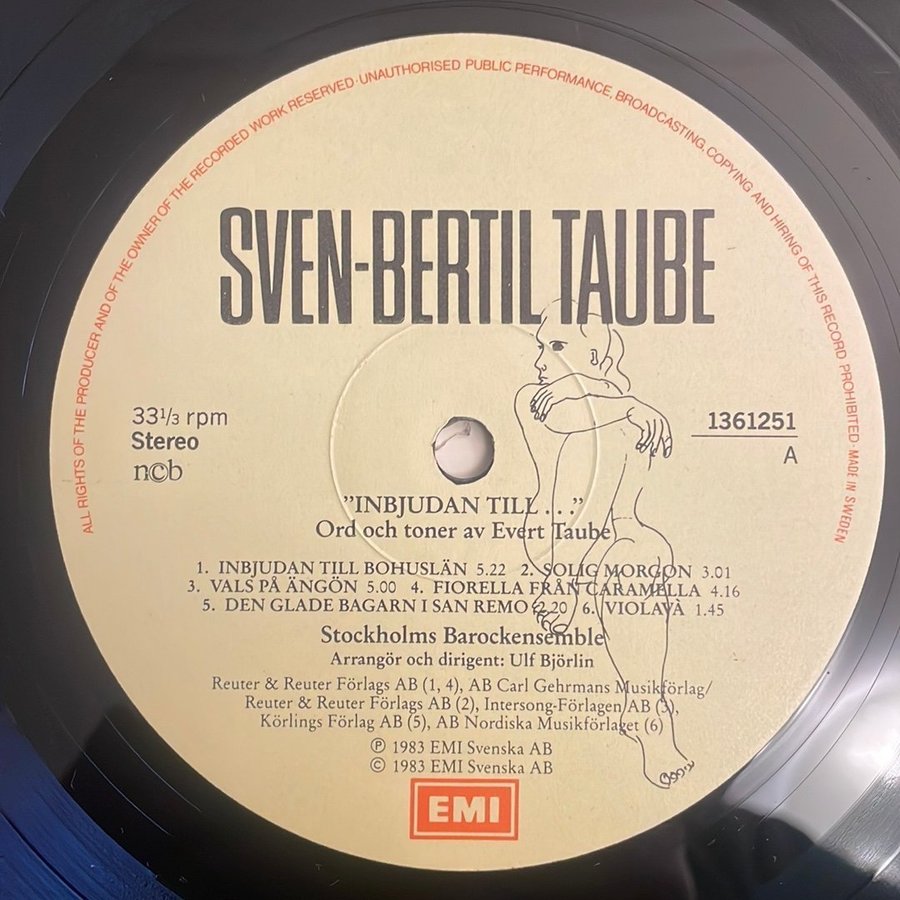 ALL RIGHTS OF THE PRODUCER AND OF THE OWNER OF THE RECORDED WORK RESERVED · UNAUTHORISED PUBLIC PERFORMANCE, BROADCASTING, COPYING AND HIRING OF THIS RECORD PROHIBITED · MADE IN SWEDEN
SVEN-BERTIL TAUBE
33 1/3 rpm
Stereo
n©b
1361251
A
"INBJUDAN TILL . . ."
Ord och toner av Evert Taube
1. INBJUDAN TILL BOHUSLÄN 5.22 2. SOLIG MORGON 3.01
3. VALS PÅ ÄNGÖN 5.00 4. FIORELLA FRÅN CARAMELLA 4.16
5. DEN GLADE BAGARN I SAN REMO 2.20 6. VIOLAVÀ 1.45
Stockholms Barockensemble
Arrangör och dirigent: Ulf Björlin
Reuter & Reuter Förlags AB (1, 4), AB Carl Gehrmans Musikförlag/
Reuter & Reuter Förlags AB (2), Intersong-Förlagen AB (3),
Körlings Förlag AB (5), AB Nordiska Musikförlaget (6)
℗ 1983 EMI Svenska AB
© 1983 EMI Svenska AB
EMI